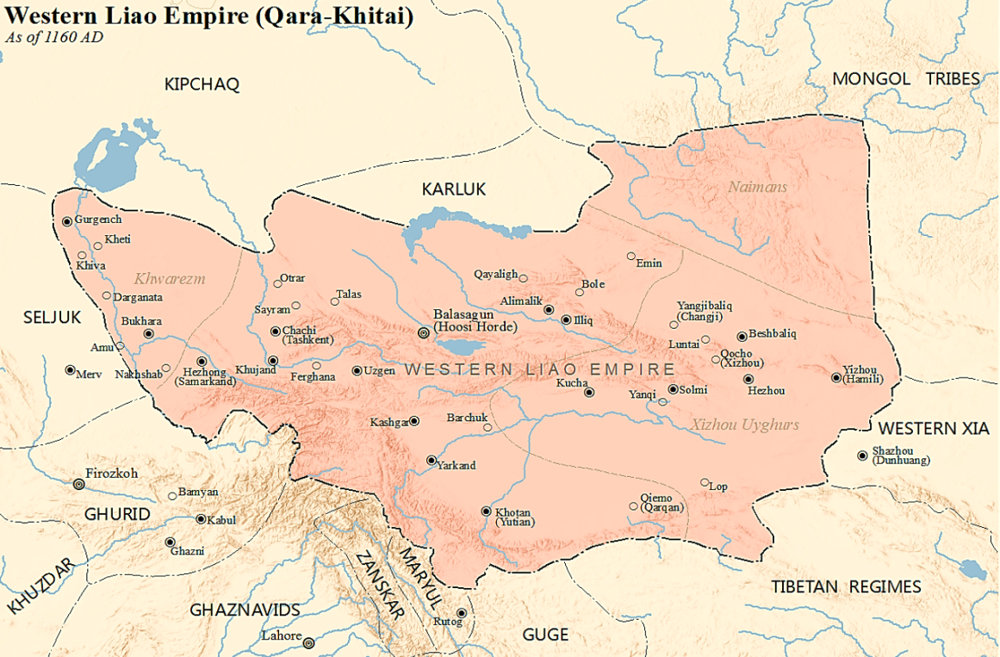 Western Liao Empire (Qara-Khitai)
As of 1160 AD
KIPCHAQ
MONGOL TRIBES
KARLUK
Naimans
Gurgench
Kheti
Khiva
Khwarezm
Darganata
SELJUK
Bukhara
Amu
Merv
Nakhshab
Hezhong
(Samarkand)
Otrar
Talas
Sayram
Chachi
(Tashkent)
Khujand
Ferghana
Uzgen
Balasagun
(Hoosi Horde)
Qayaligh
Alimalik
Illiq
Bole
Emin
Yangjibaliq
(Changji)
Luntai
Beshbaliq
Qocho
(Xizhou)
Hezhou
Yizhou
(Hamili)
WESTERN LIAO EMPIRE
Kucha
Yanqi
Solmi
Xizhou Uyghurs
Kashgar
Barchuk
Yarkand
WESTERN XIA
Shazhou
(Dunhuang)
Lop
Qiemo
(Qarqan)
Khotan
(Yutian)
Firozkoh
Bamyan
GHURID
Kabul
Ghazni
KHUZDAR
GHAZNAVIDS
Lahore
ZANSKAR
MARYUL
Rutog
GUGE
TIBETAN REGIMES